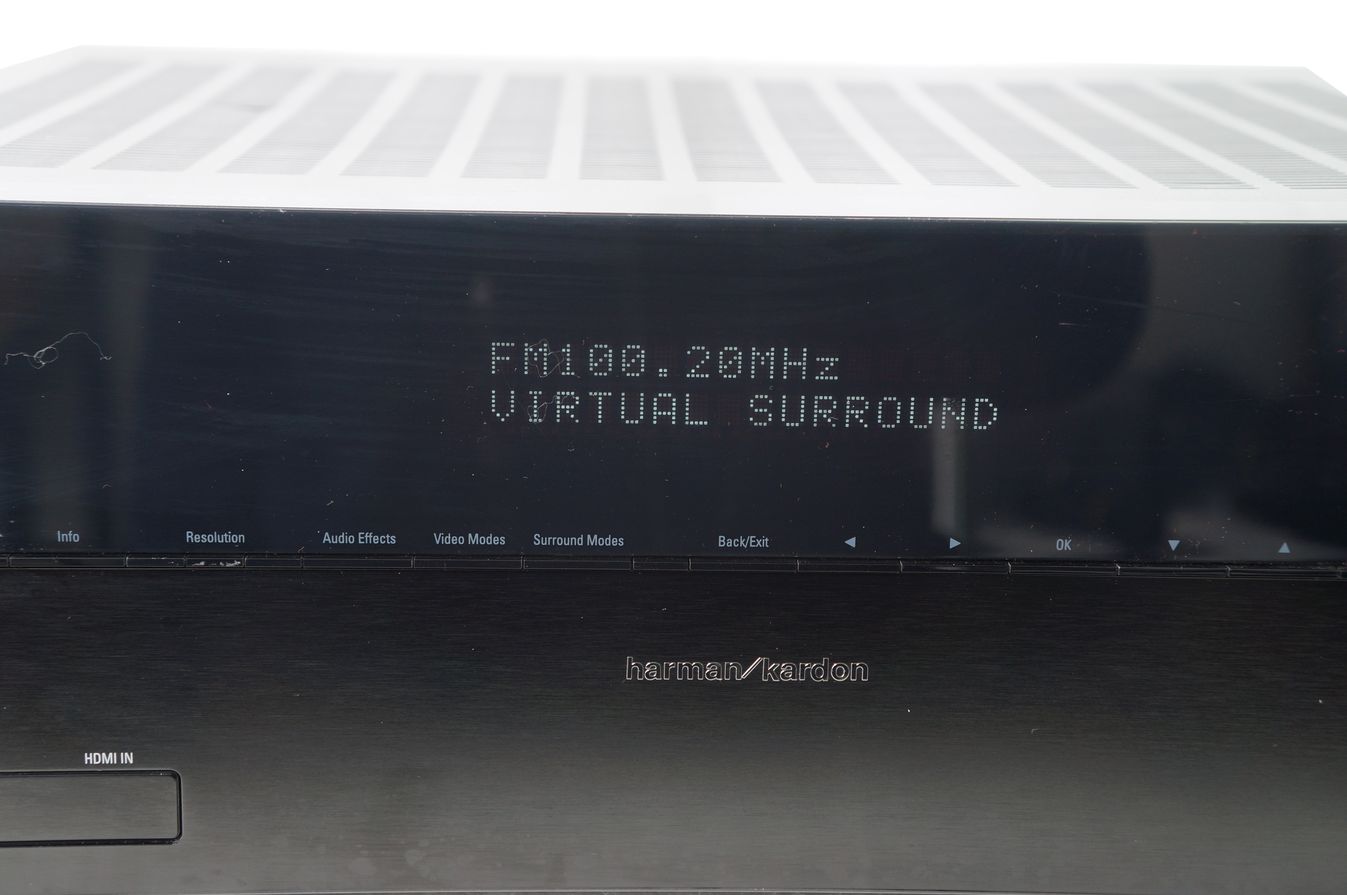 FM100.20MHz
VIRTUAL SURROUND
Info Resolution Audio Effects Video Modes Surround Modes Back/Exit ◀ ▶ OK ▼ ▲
harman/kardon
HDMI IN